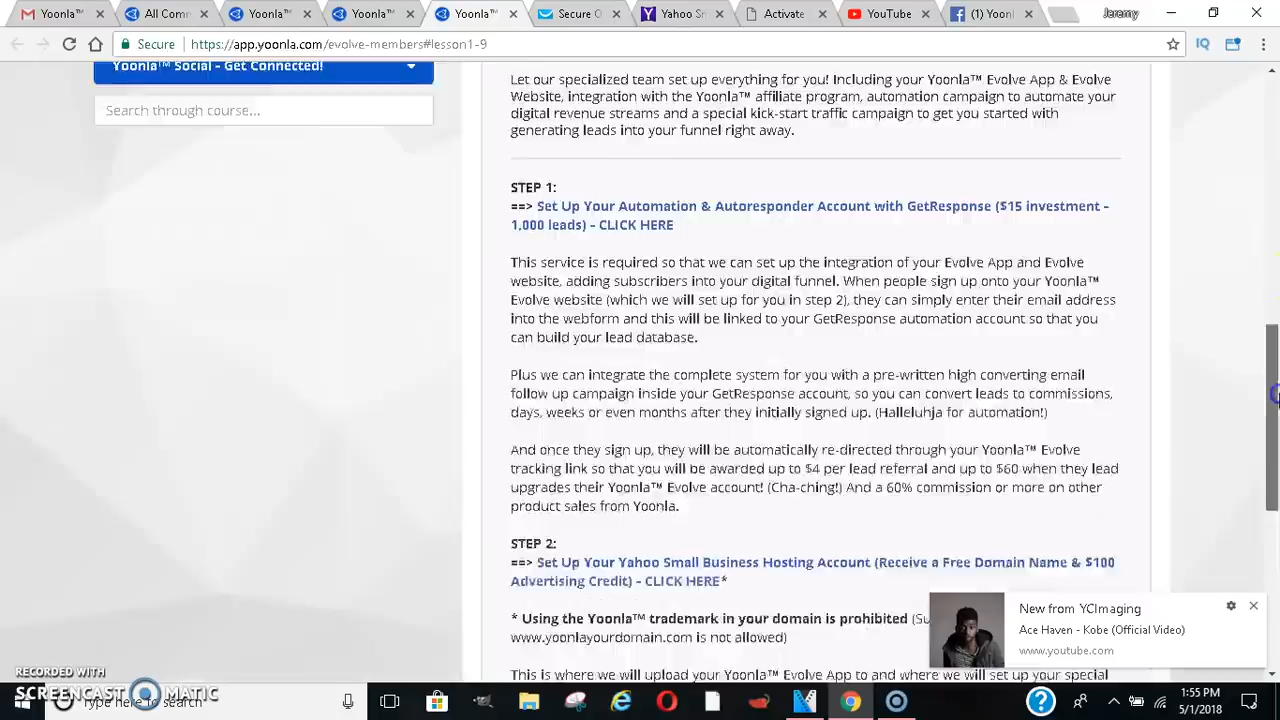 Yoonla™
All Comm
Yoonla™
Yoonla™
Yoonla™
Secure O
Yahoo Sm
Activate
YouTube
(1) Yoonl
Jeremy
Secure
https://app.yoonla.com/evolve-members#lesson1-9
Yoonla™ Social - Get Connected!
Search through course...
Let our specialized team set up everything for you! Including your Yoonla™ Evolve App & Evolve
Website, integration with the Yoonla™ affiliate program, automation campaign to automate your
digital revenue streams and a special kick-start traffic campaign to get you started with
generating leads into your funnel right away.
STEP 1:
==> Set Up Your Automation & Autoresponder Account with GetResponse ($15 investment -
1,000 leads) - CLICK HERE
This service is required so that we can set up the integration of your Evolve App and Evolve
website, adding subscribers into your digital funnel. When people sign up onto your Yoonla™
Evolve website (which we will set up for you in step 2), they can simply enter their email address
into the webform and this will be linked to your GetResponse automation account so that you
can build your lead database.
Plus we can integrate the complete system for you with a pre-written high converting email
follow up campaign inside your GetResponse account, so you can convert leads to commissions,
days, weeks or even months after they initially signed up. (Halleluhja for automation!)
And once they sign up, they will be automatically re-directed through your Yoonla™ Evolve
tracking link so that you will be awarded up to $4 per lead referral and up to $60 when they lead
upgrades their Yoonla™ Evolve account! (Cha-ching!) And a 60% commission or more on other
product sales from Yoonla.
STEP 2:
==> Set Up Your Yahoo Small Business Hosting Account (Receive a Free Domain Name & $100
Advertising Credit) - CLICK HERE*
* Using the Yoonla™ trademark in your domain is prohibited (Su
www.yoonlayourdomain.com is not allowed)
This is where we will upload your Yoonla™ Evolve App to and where we will set up your special
New from YCImaging
Ace Haven - Kobe (Official Video)
www.youtube.com
RECORDED WITH
SCREENCAST MATIC
Type here to search
1:55 PM
5/1/2018